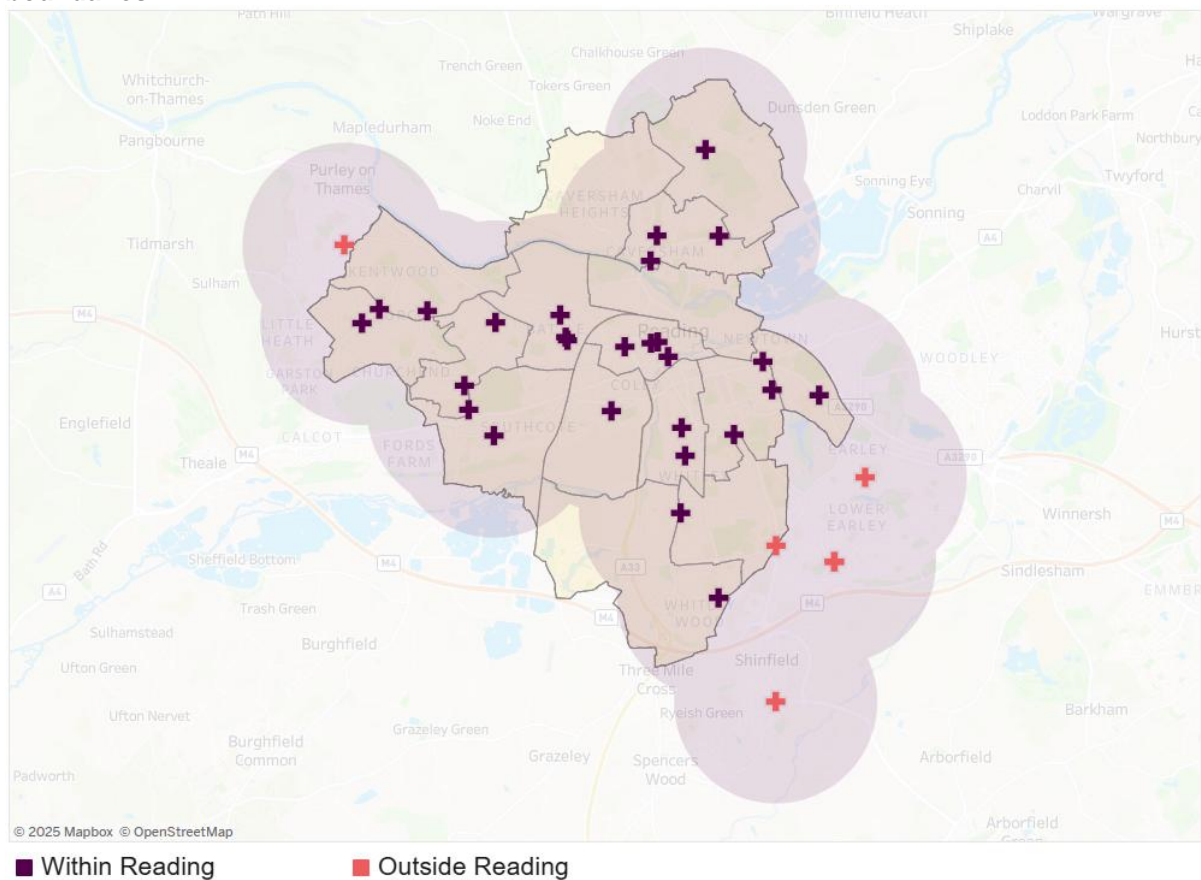 Path Hill
Binfield Heath
Wargrave
Shiplake
Chalkhouse Green
Trench Green
Whitchurch-
on-Thames
Tokers Green
Dunsden Green
Loddon Park Farm
Mapledurham
Noke End
Pangbourne
Northbury
Purley on
Thames
Sonning Eye
Twyford
Charvil
CAVERSHAM
HEIGHTS
Sonning
Tidmarsh
A4
CAVERSHAM
KENTWOOD
Sulham
M4
LITTLE
HEATH
Reading
NEWTOWN
Hurst
WOODLEY
GARSTON
PARK
CHURCHEND
COLEY
A3290
Englefield
SOUTHCOTE
CALCOT
FORDS
FARM
EARLEY
Theale
M4
A3290
WHITLEY
LOWER
EARLEY
Winnersh
M4
Bath Rd
Sheffield Bottom
M4
A33
Sindlesham
A4
Trash Green
WHITLEY
WOOD
M4
M4
Sulhamstead
Burghfield
Ufton Green
Shinfield
Three Mile
Cross
Ufton Nervet
Ryeish Green
Barkham
Grazeley Green
Burghfield
Common
Grazeley
Spencers
Wood
Arborfield
Padworth
Arborfield
© 2025 Mapbox © OpenStreetMap
Within Reading Outside Reading